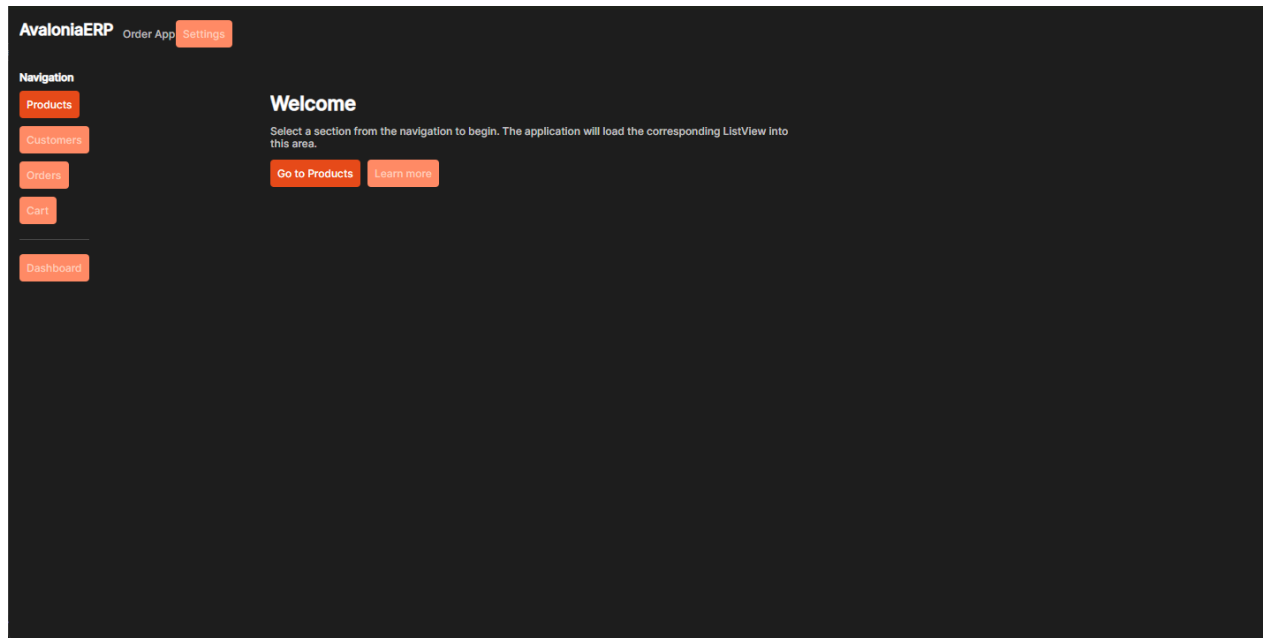 AvaloniaERP Order App Settings
Navigation
Products
Customers
Orders
Cart
Dashboard
Welcome
Select a section from the navigation to begin. The application will load the corresponding ListView into
this area.
Go to Products Learn more